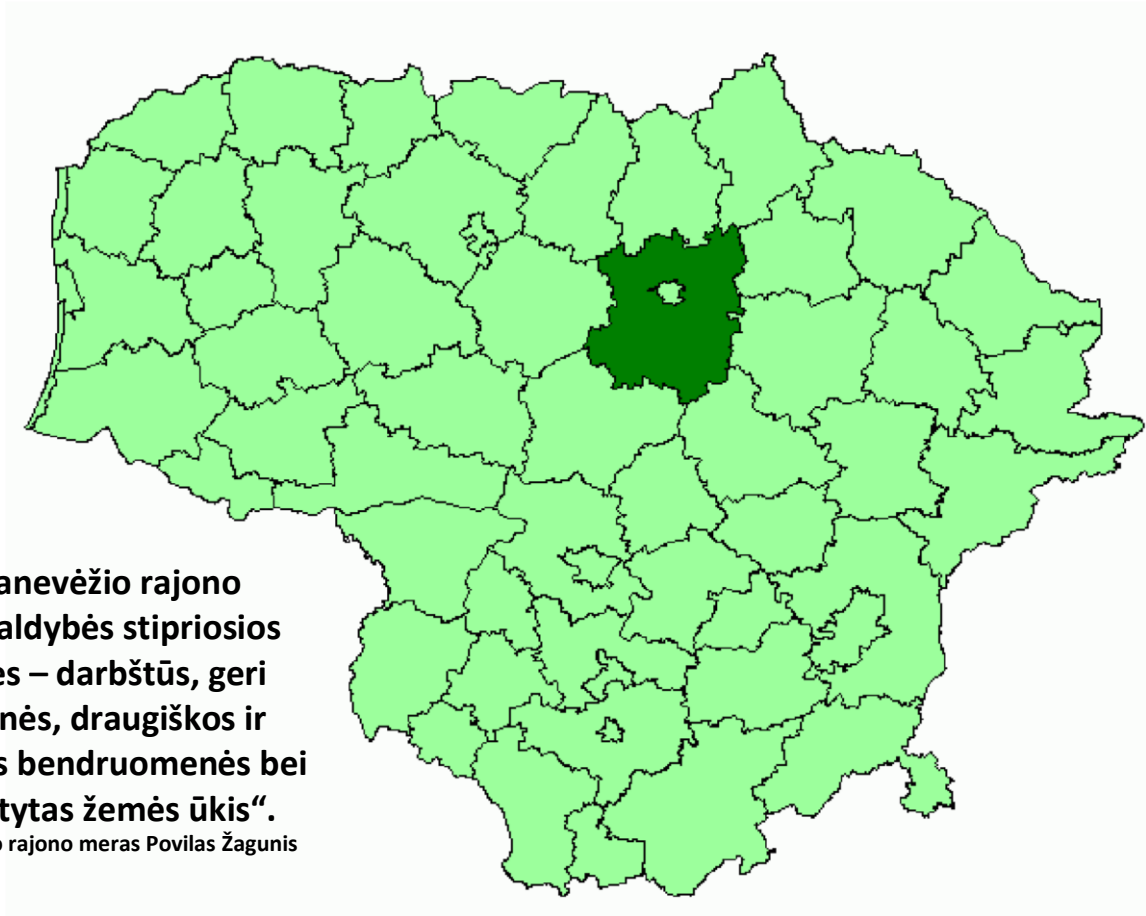 anevėžio rajono
aldybės stipriosios
es – darbštūs, geri
nės, draugiškos ir
s bendruomenės bei
tytas žemės ūkis“.
o rajono meras Povilas Žagunis